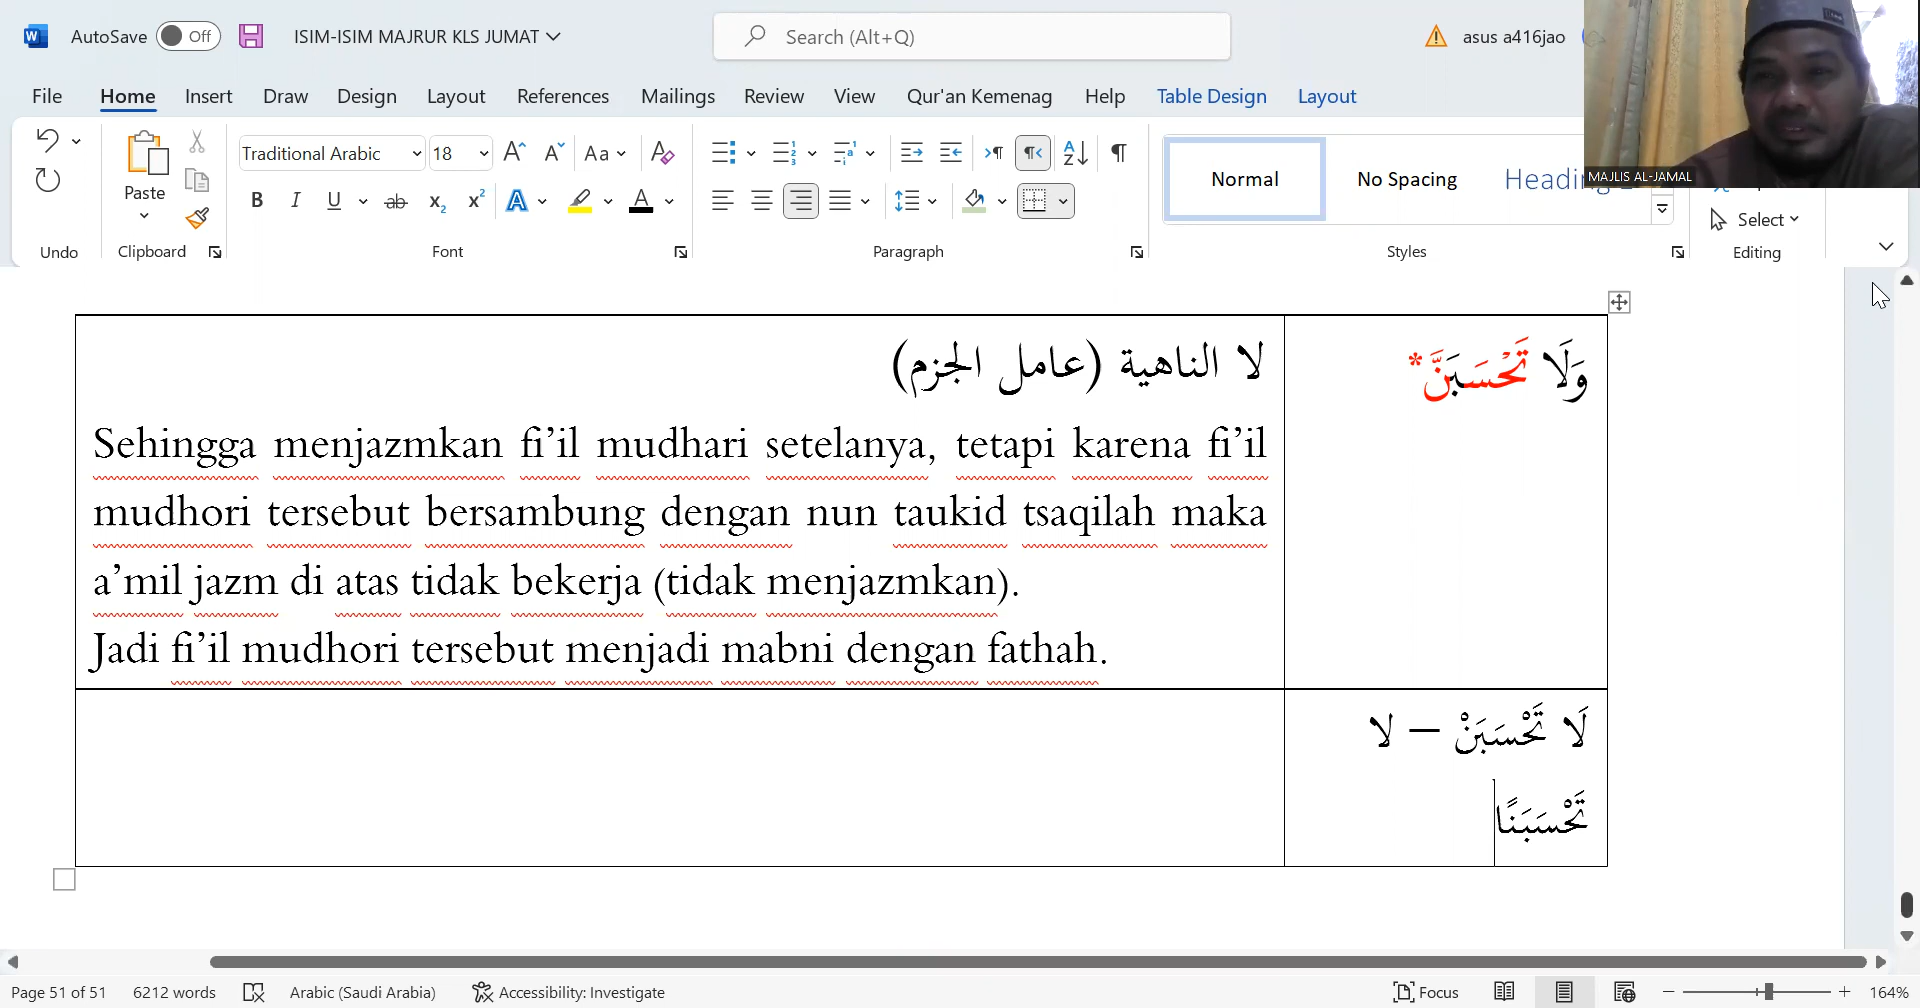 AutoSave Off ISIM-ISIM MAJRUR KLS JUMAT Search (Alt+Q) asus a416jao
File Home Insert Draw Design Layout References Mailings Review View Qur'an Kemenag Help Table Design Layout
Traditional Arabic 18 Aa
Paste
Normal No Spacing Heading
MAJLIS AL-JAMAL
Select
Undo Clipboard Font Paragraph Styles Editing
وَلَا تَحْسَبَنَّ*
لا الناهية (عامل الجزم)
Sehingga menjazmkan fi’il mudhari setelanya, tetapi karena fi’il
mudhori tersebut bersambung dengan nun taukid tsaqilah maka
a’mil jazm di atas tidak bekerja (tidak menjazmkan).
Jadi fi’il mudhori tersebut menjadi mabni dengan fathah.
لَا تَحْسَبَنْ – لا
تَحْسَبَنًا
Page 51 of 51 6212 words Arabic (Saudi Arabia) Accessibility: Investigate Focus 164%